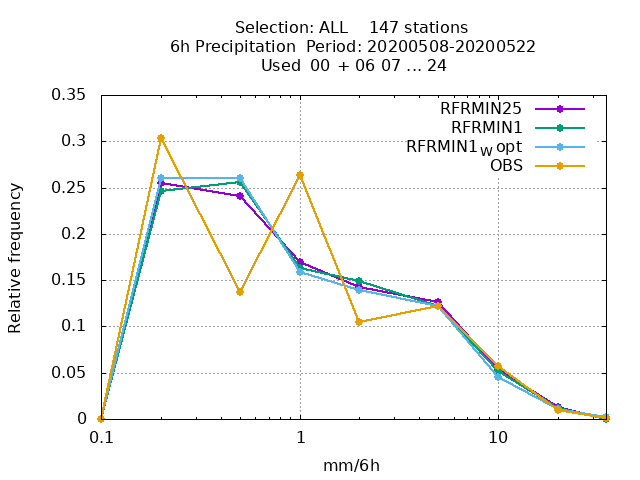 Selection: ALL    147 stations
6h Precipitation  Period: 20200508-20200522
Used  00  + 06 07 ... 24
RFRMIN25
RFRMIN1
RFRMIN1w opt
OBS
Relative frequency
0.35
0.3
0.25
0.2
0.15
0.1
0.05
0
0.1 1 10
mm/6h